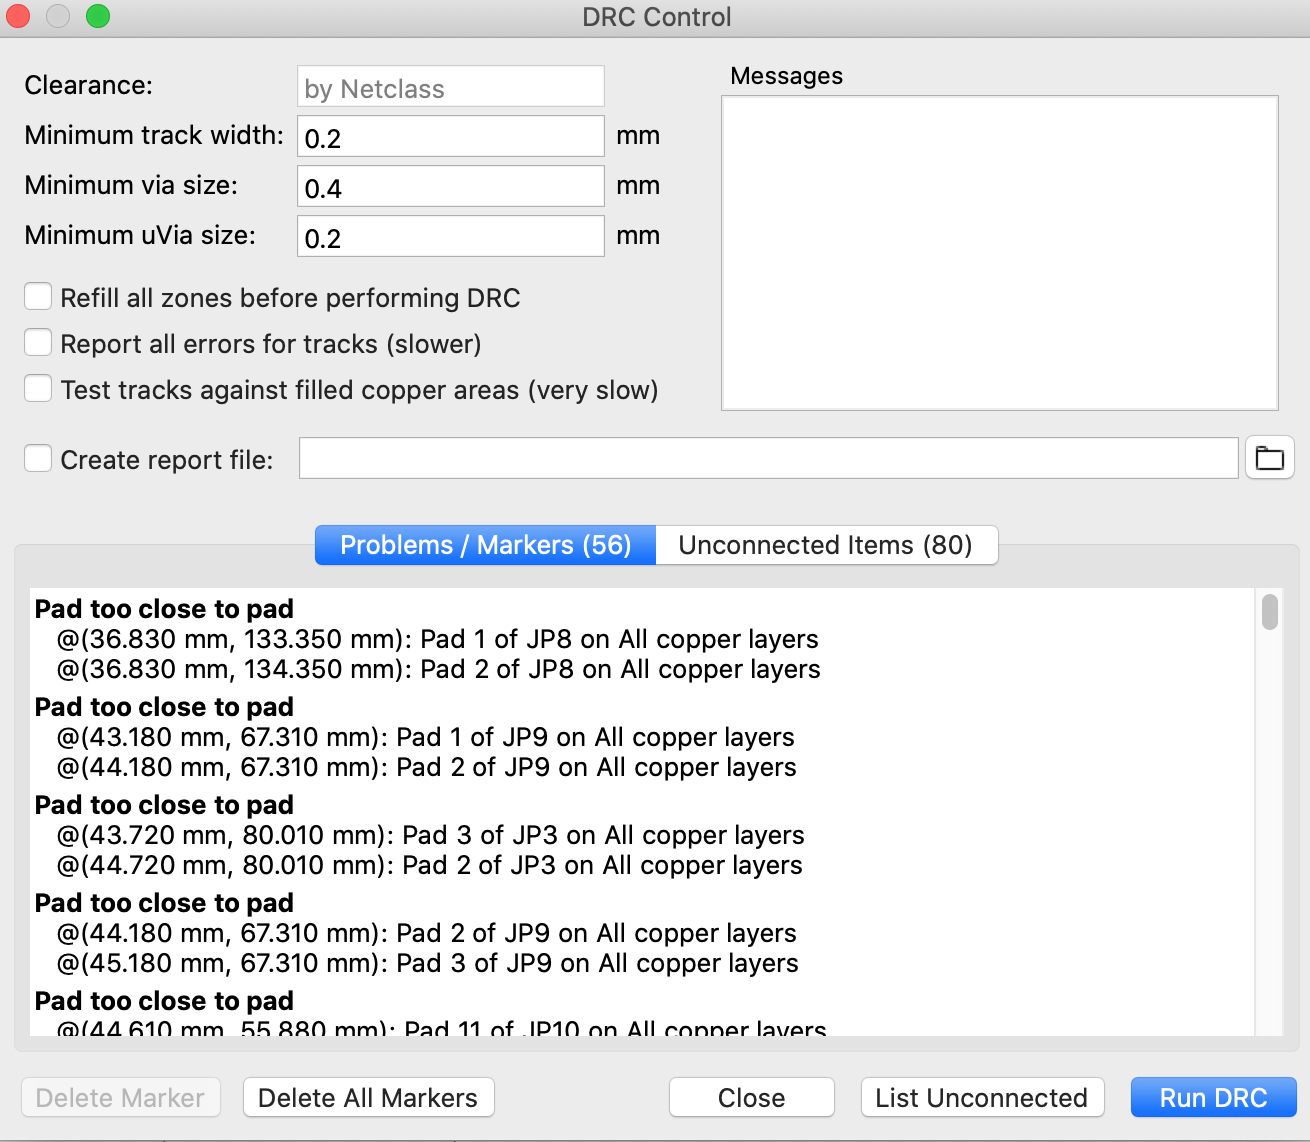 DRC Control
Clearance:
by Netclass
Minimum track width:
0.2
mm
Minimum via size:
0.4
mm
Minimum uVia size:
0.2
mm
Refill all zones before performing DRC
Report all errors for tracks (slower)
Test tracks against filled copper areas (very slow)
Messages
Create report file:
Problems / Markers (56)
Unconnected Items (80)
Pad too close to pad
@(36.830 mm, 133.350 mm): Pad 1 of JP8 on All copper layers
@(36.830 mm, 134.350 mm): Pad 2 of JP8 on All copper layers
Pad too close to pad
@(43.180 mm, 67.310 mm): Pad 1 of JP9 on All copper layers
@(44.180 mm, 67.310 mm): Pad 2 of JP9 on All copper layers
Pad too close to pad
@(43.720 mm, 80.010 mm): Pad 3 of JP3 on All copper layers
@(44.720 mm, 80.010 mm): Pad 2 of JP3 on All copper layers
Pad too close to pad
@(44.180 mm, 67.310 mm): Pad 2 of JP9 on All copper layers
@(45.180 mm, 67.310 mm): Pad 3 of JP9 on All copper layers
Pad too close to pad
@(44.610 mm, 55.880 mm): Pad 11 of JP10 on All copper layers
Delete Marker
Delete All Markers
Close
List Unconnected
Run DRC